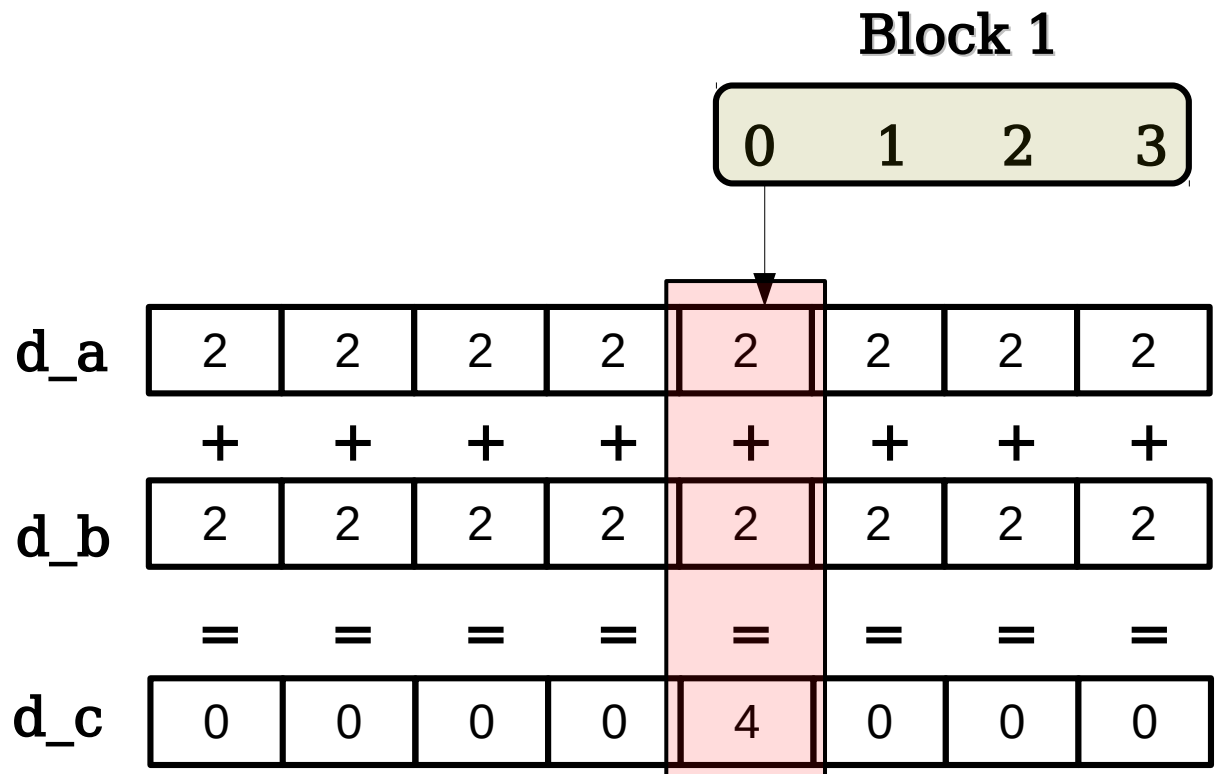 Block 1
0 1 2 3
d_a 2 2 2 2 2 2 2 2
+ + + + + + + +
d_b 2 2 2 2 2 2 2 2
= = = = = = = =
d_c 0 0 0 0 4 0 0 0